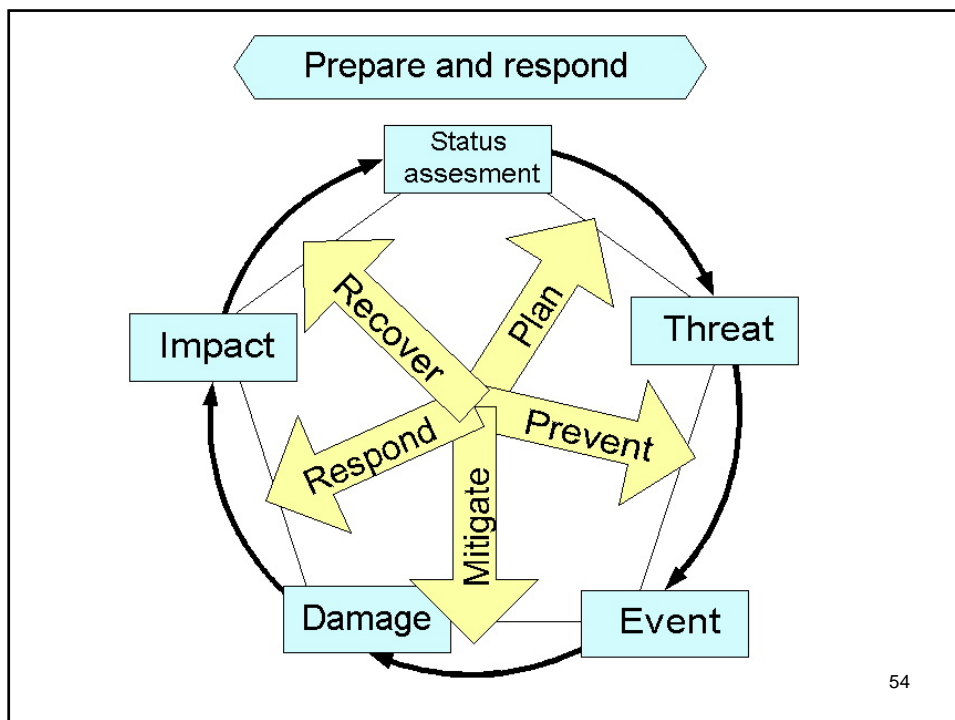 Prepare and respond
Status
assesment
Recover
Plan
Impact
Threat
Respond
Prevent
Mitigate
Damage
Event
54